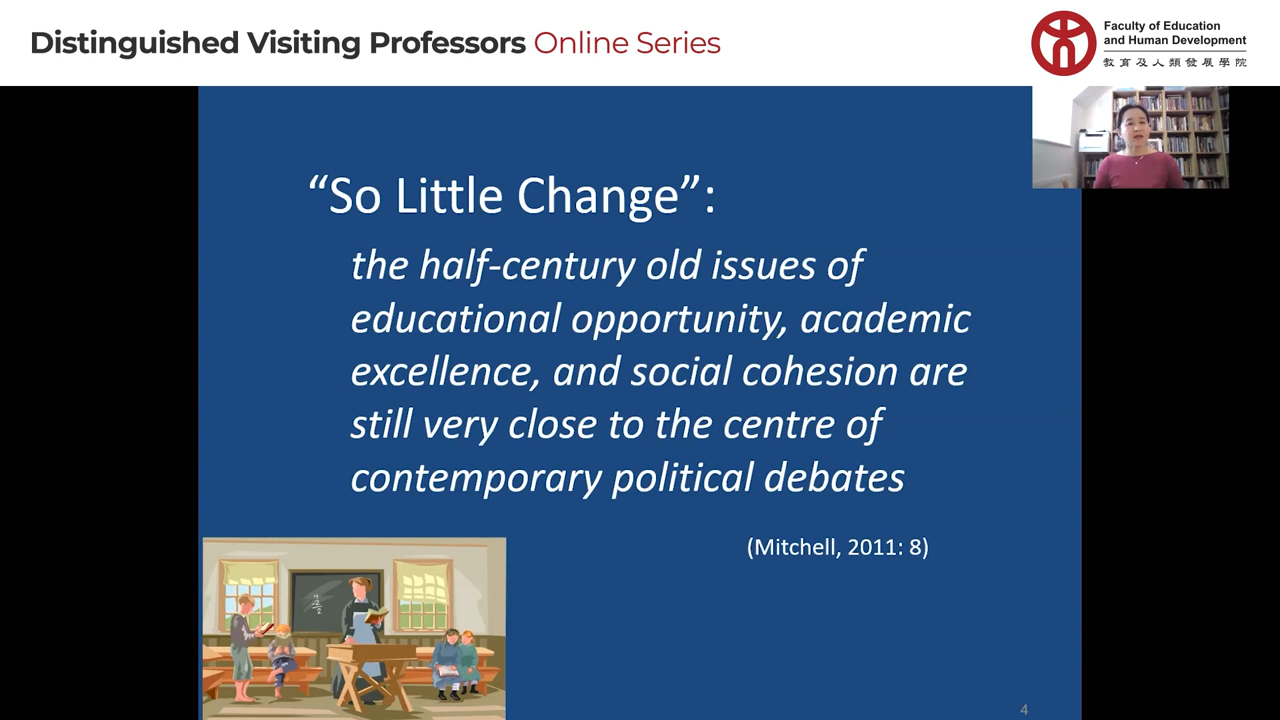 Distinguished Visiting Professors Online Series
Faculty of Education
and Human Development
教育及人類發展學院
“So Little Change”:
the half-century old issues of
educational opportunity, academic
excellence, and social cohesion are
still very close to the centre of
contemporary political debates
(Mitchell, 2011: 8)
4